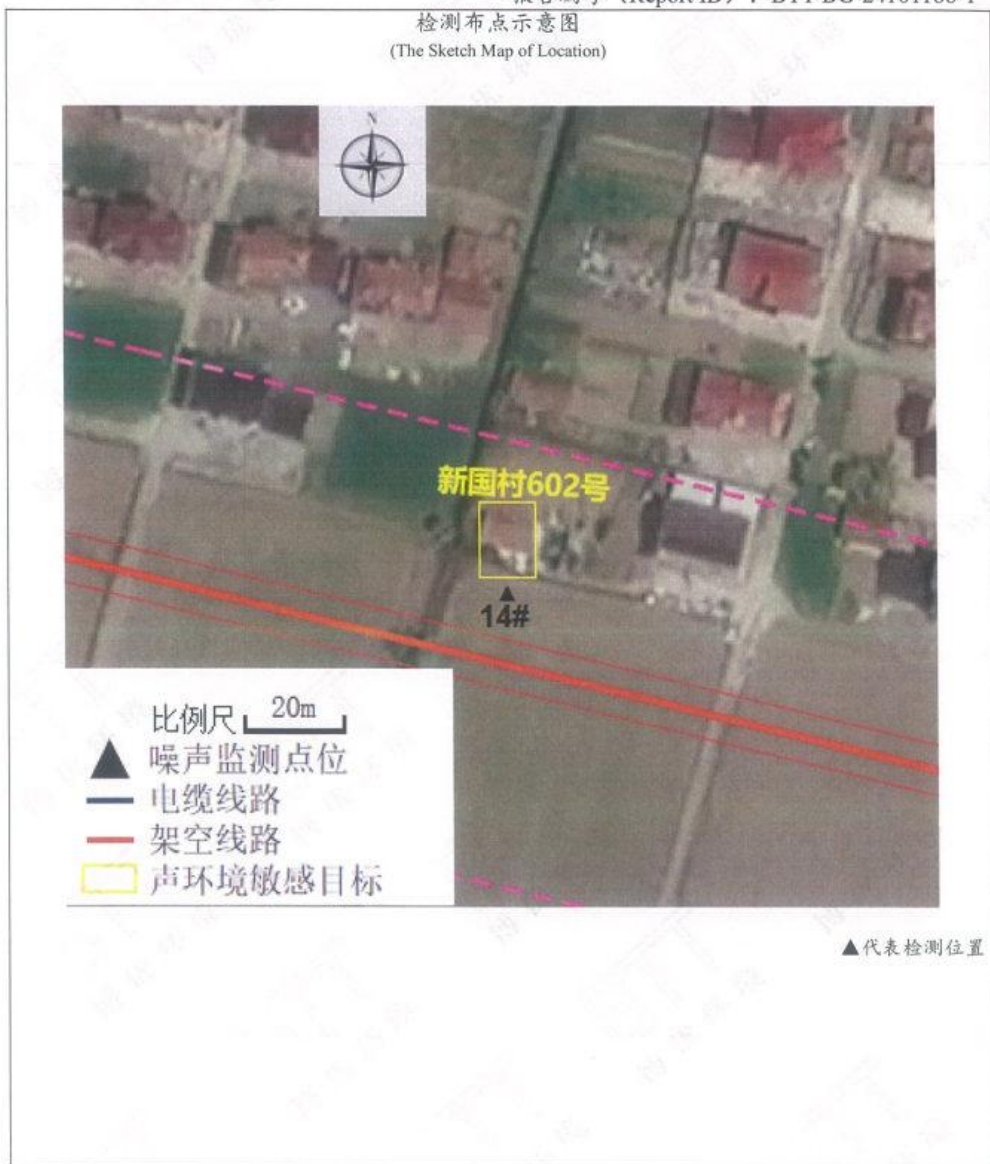 检测布点示意图
(The Sketch Map of Location)
N
新国村602号
14#
比例尺 20m
噪声监测点位
电缆线路
架空线路
声环境敏感目标
▲代表检测位置